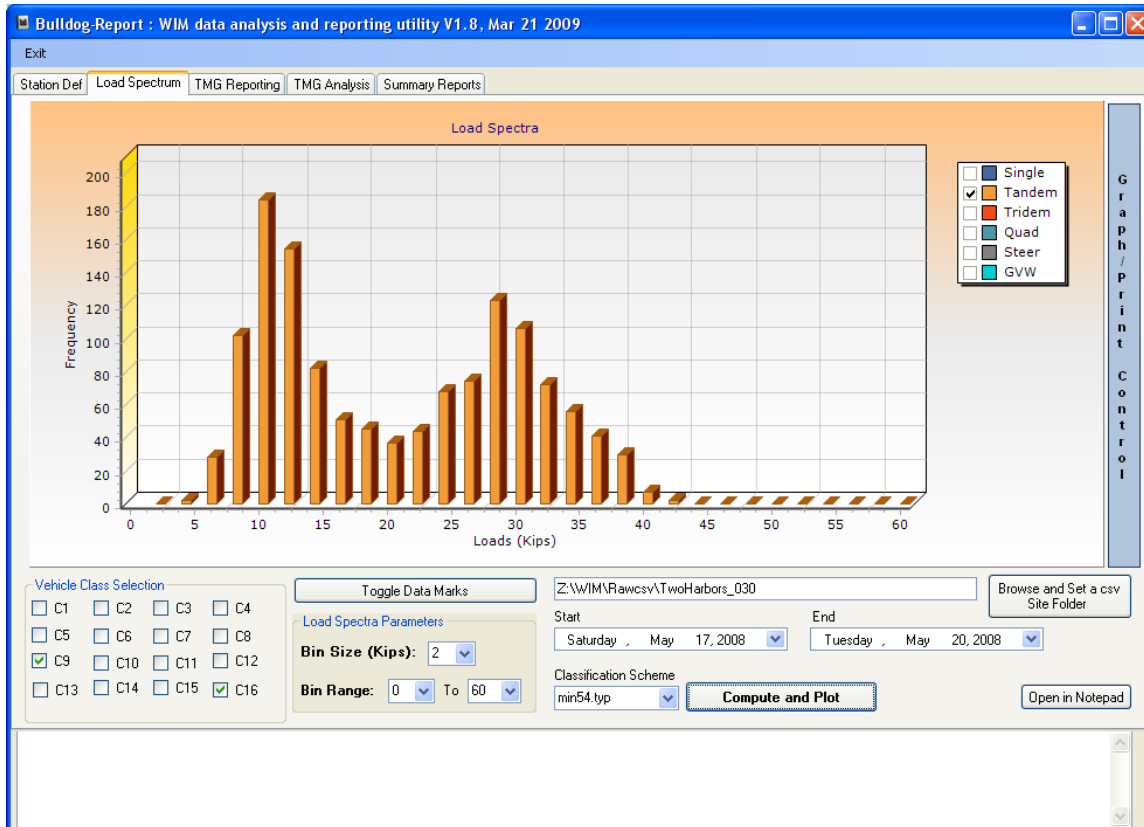 Bulldog-Report : WIM data analysis and reporting utility V1.8, Mar 21 2009
Exit
Station Def
Load Spectrum
TMG Reporting
TMG Analysis
Summary Reports
Load Spectra
Frequency
200
180
160
140
120
100
80
60
40
20
0
0 5 10 15 20 25 30 35 40 45 50 55 60
Loads (Kips)
Single
Tandem
Tridem
Quad
Steer
GVW
Graph/Print Control
Vehicle Class Selection
C1 C2 C3 C4
C5 C6 C7 C8
C9 C10 C11 C12
C13 C14 C15 C16
Toggle Data Marks
Load Spectra Parameters
Bin Size (Kips): 2
Bin Range: 0 To 60
Z:\WIM\Rawcsv\TwoHarbors_030
Browse and Set a csv
Site Folder
Start
Saturday , May 17, 2008
End
Tuesday , May 20, 2008
Classification Scheme
min54.typ
Compute and Plot
Open in Notepad